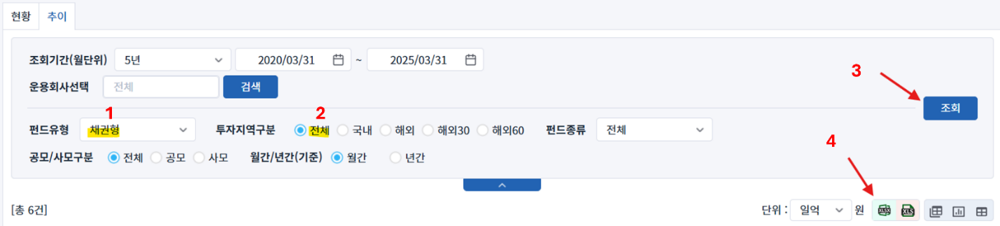 현황 추이
조회기간(월단위) 5년 2020/03/31 ~ 2025/03/31
3
운용회사선택 전체 검색
조회
1 2
펀드유형 채권형 투자지역구분 전체 국내 해외 해외30 해외60 펀드종류 전체
4
공모/사모구분 전체 공모 사모 월간/년간(기준) 월간 년간
[총 6건] 단위 : 일억 원 XLSX XLS